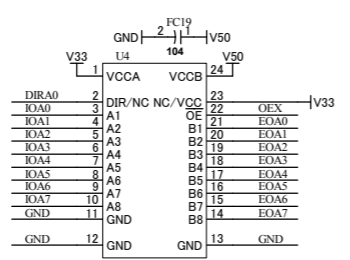 FC19
GND 2 1 V50
104
V33 U4 V50
1 VCCA VCCB 24
DIRA0 2 DIR/NC NC/VCC 23 V33
IOA0 3 A1 OE 22 OEX
IOA1 4 A2 B1 21 EOA0
IOA2 5 A3 B2 20 EOA1
IOA3 6 A4 B3 19 EOA2
IOA4 7 A5 B4 18 EOA3
IOA5 8 A6 B5 17 EOA4
IOA6 9 A7 B6 16 EOA5
IOA7 10 A8 B7 15 EOA6
GND 11 GND B8 14 EOA7
GND 12 GND GND 13 GND